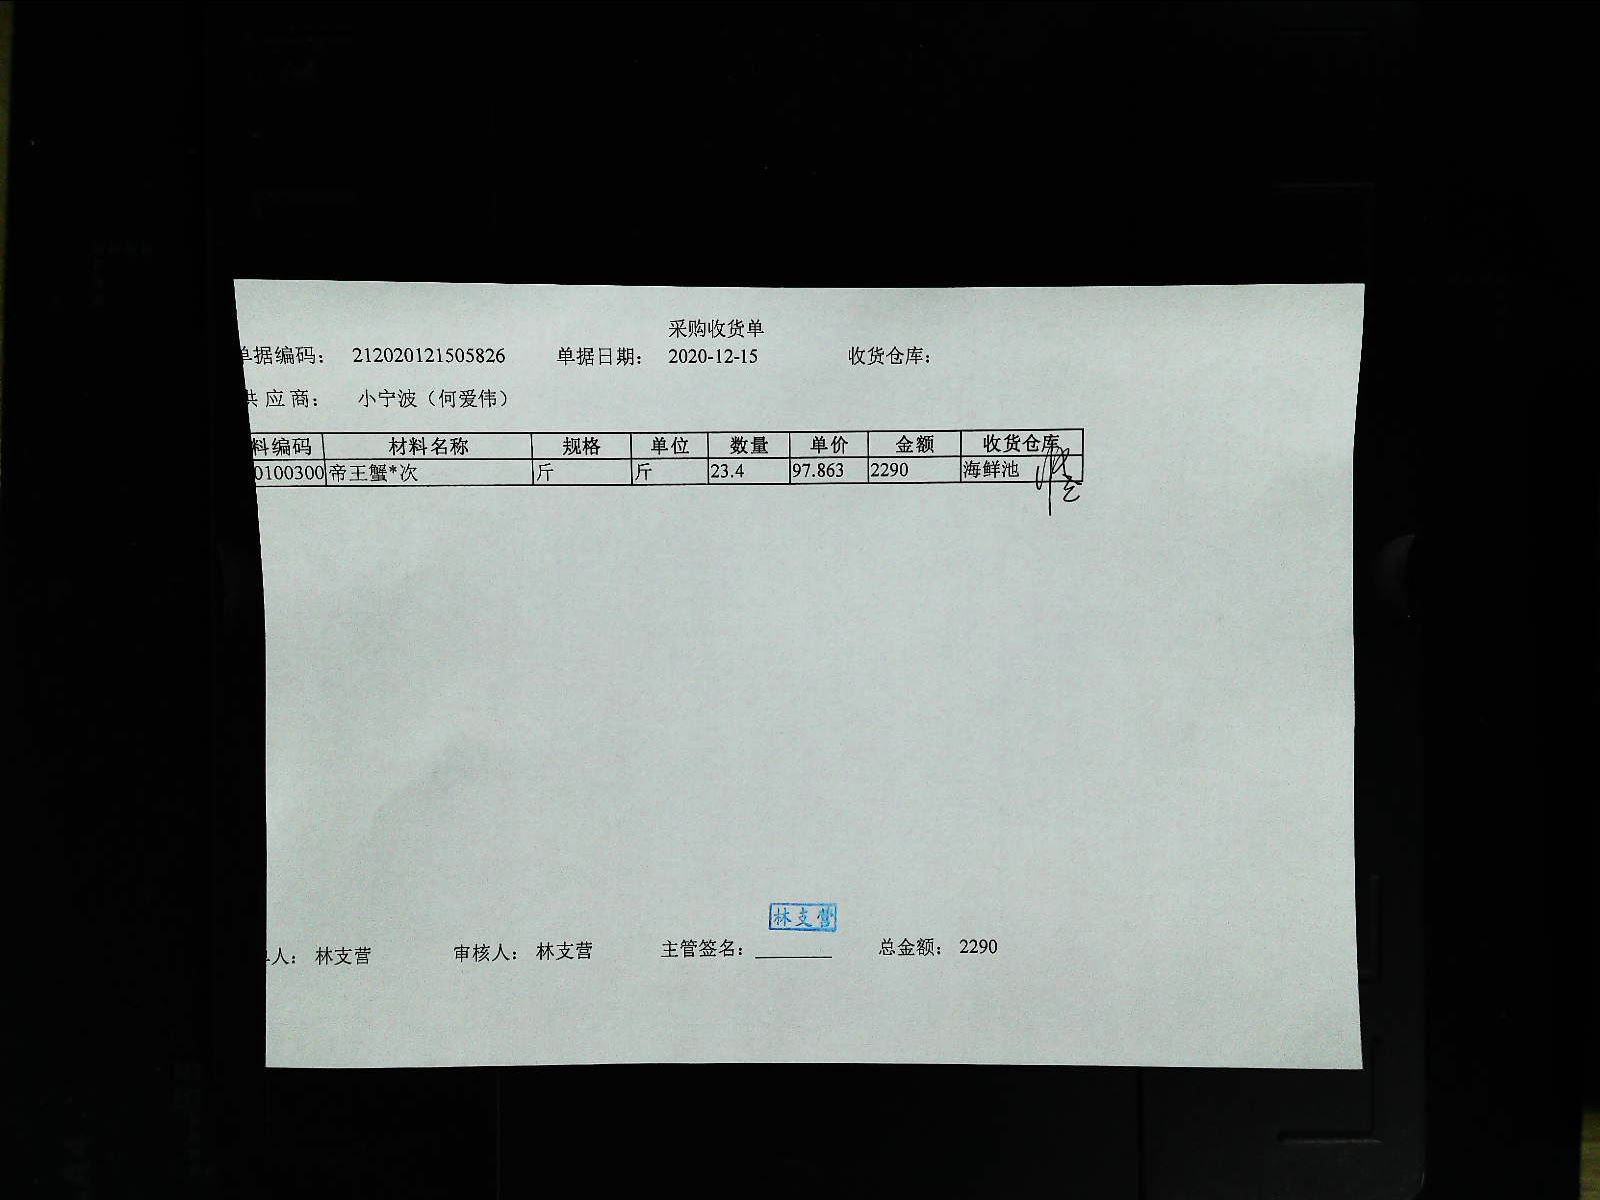 采购收货单
单据编码： 212020121505826 单据日期： 2020-12-15 收货仓库：
供 应 商： 小宁波（何爱伟）
料编码 材料名称 规格 单位 数量 单价 金额 收货仓库
0100300 帝王蟹*次 斤 斤 23.4 97.863 2290 海鲜池
林支营
人： 林支营 审核人： 林支营 主管签名： 总金额： 2290